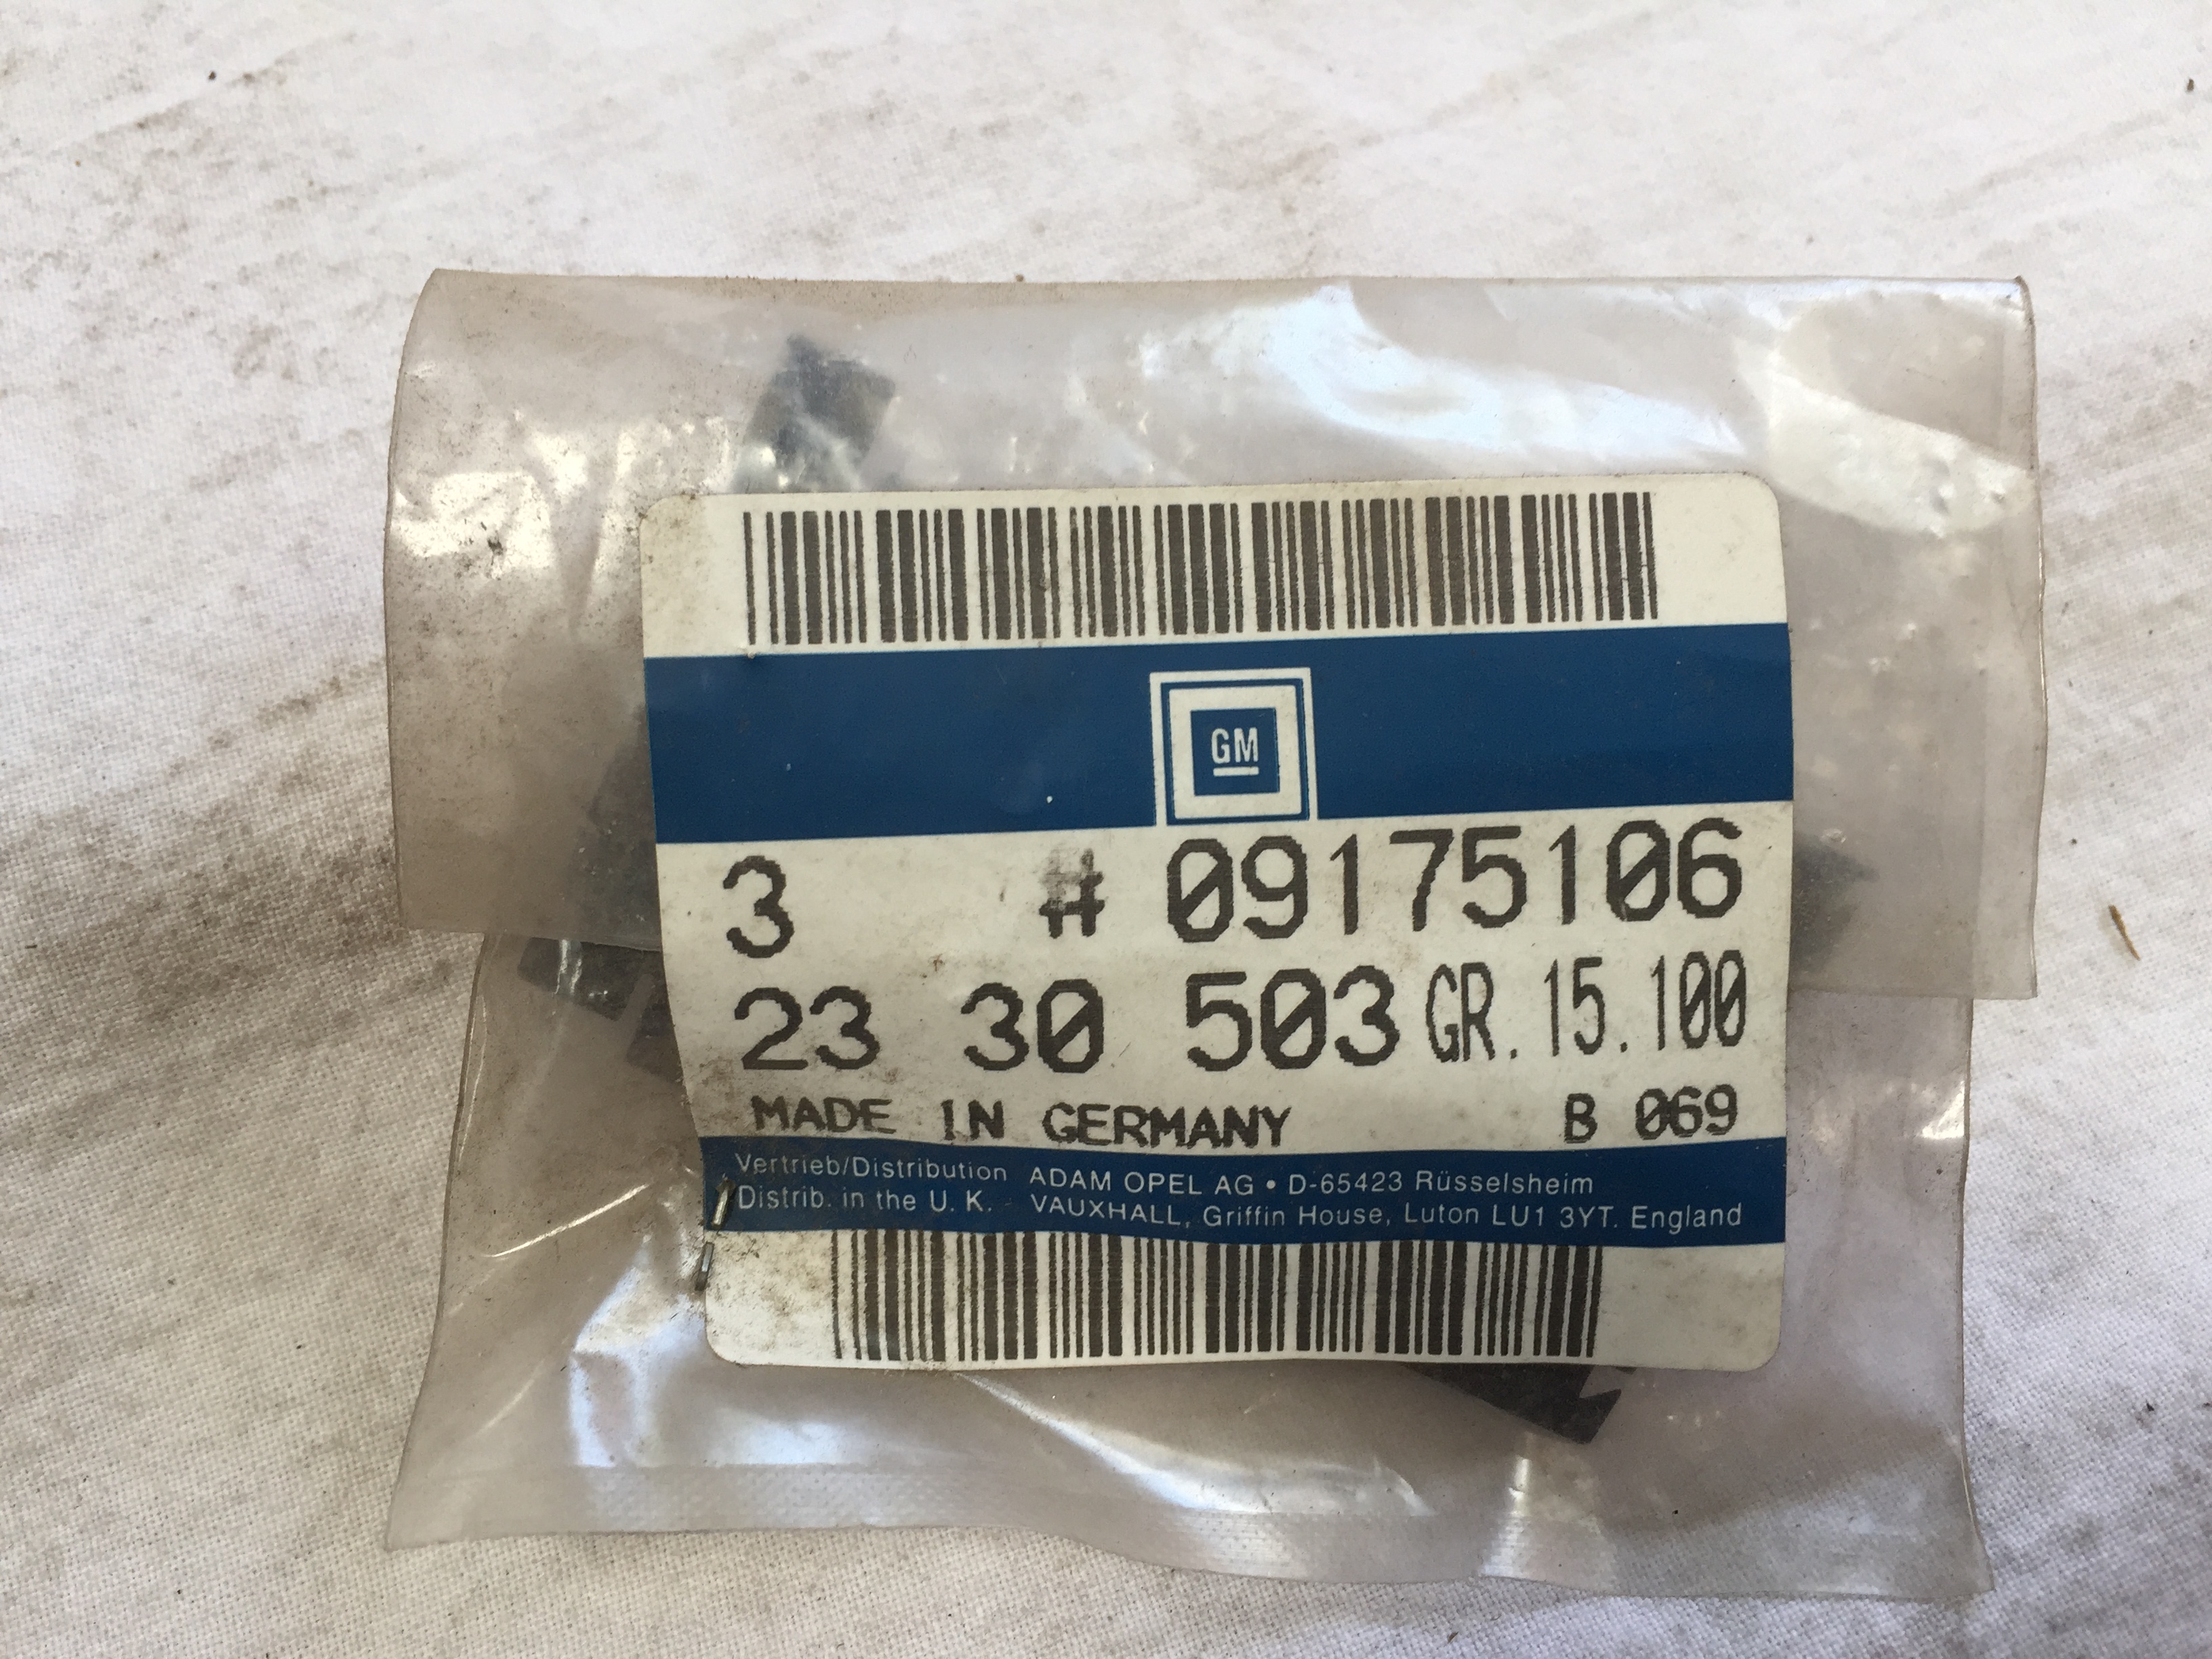 GM
3 # 09175106
23 30 503 GR. 15.100
MADE IN GERMANY B 069
Vertrieb/Distribution ADAM OPEL AG • D-65423 Rüsselsheim
Distrib. in the U. K. VAUXHALL, Griffin House, Luton LU1 3YT. England